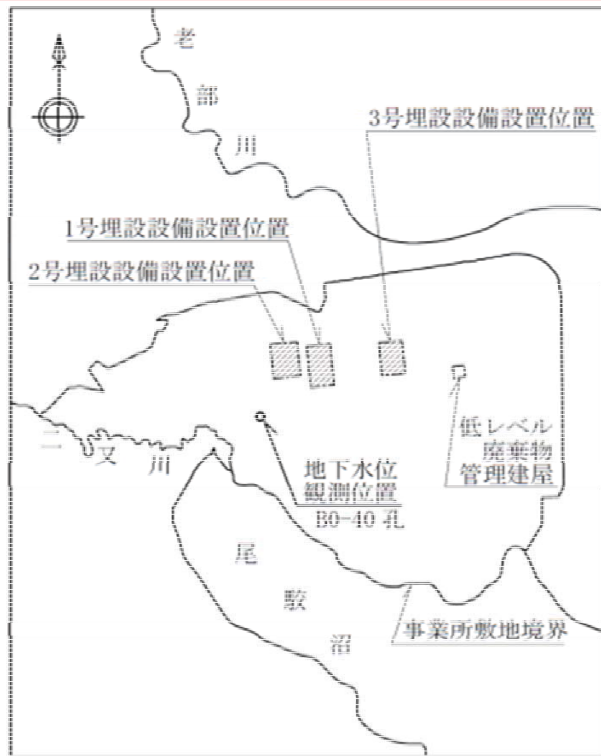 老部川
3号埋設設備設置位置
1号埋設設備設置位置
2号埋設設備設置位置
低レベル
廃棄物
管理建屋
二又川
地下水位
観測位置
B0-40 孔
尾駮沼
事業所敷地境界